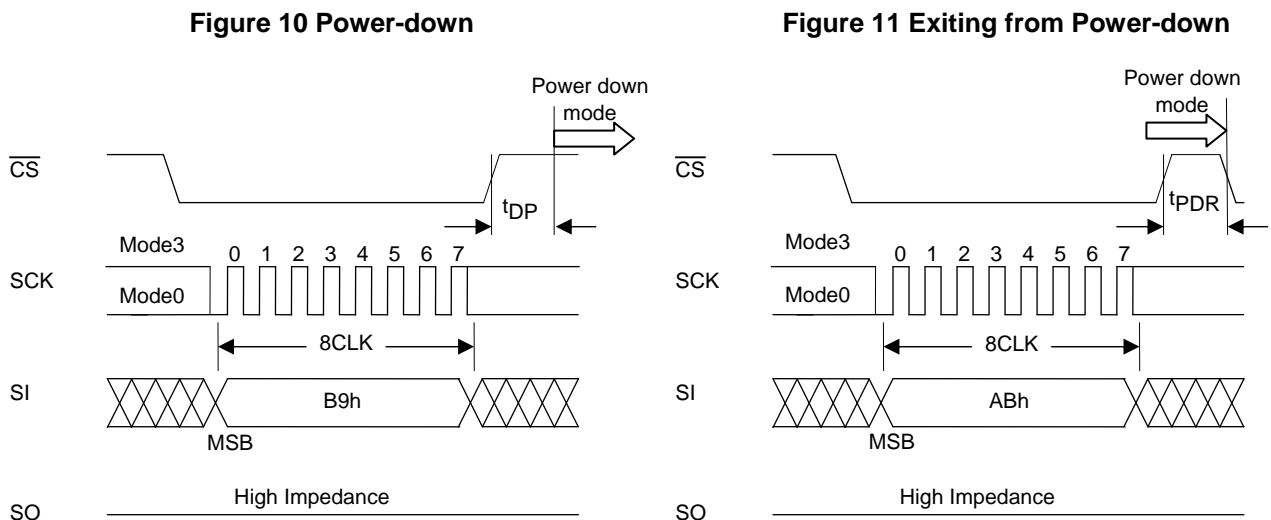 Figure 10 Power-down
Power down
mode
CS
tDP
Mode3
0 1 2 3 4 5 6 7
SCK
Mode0
8CLK
SI
B9h
MSB
High Impedance
SO
Figure 11 Exiting from Power-down
Power down
mode
CS
tPDR
Mode3
0 1 2 3 4 5 6 7
SCK
Mode0
8CLK
SI
ABh
MSB
High Impedance
SO